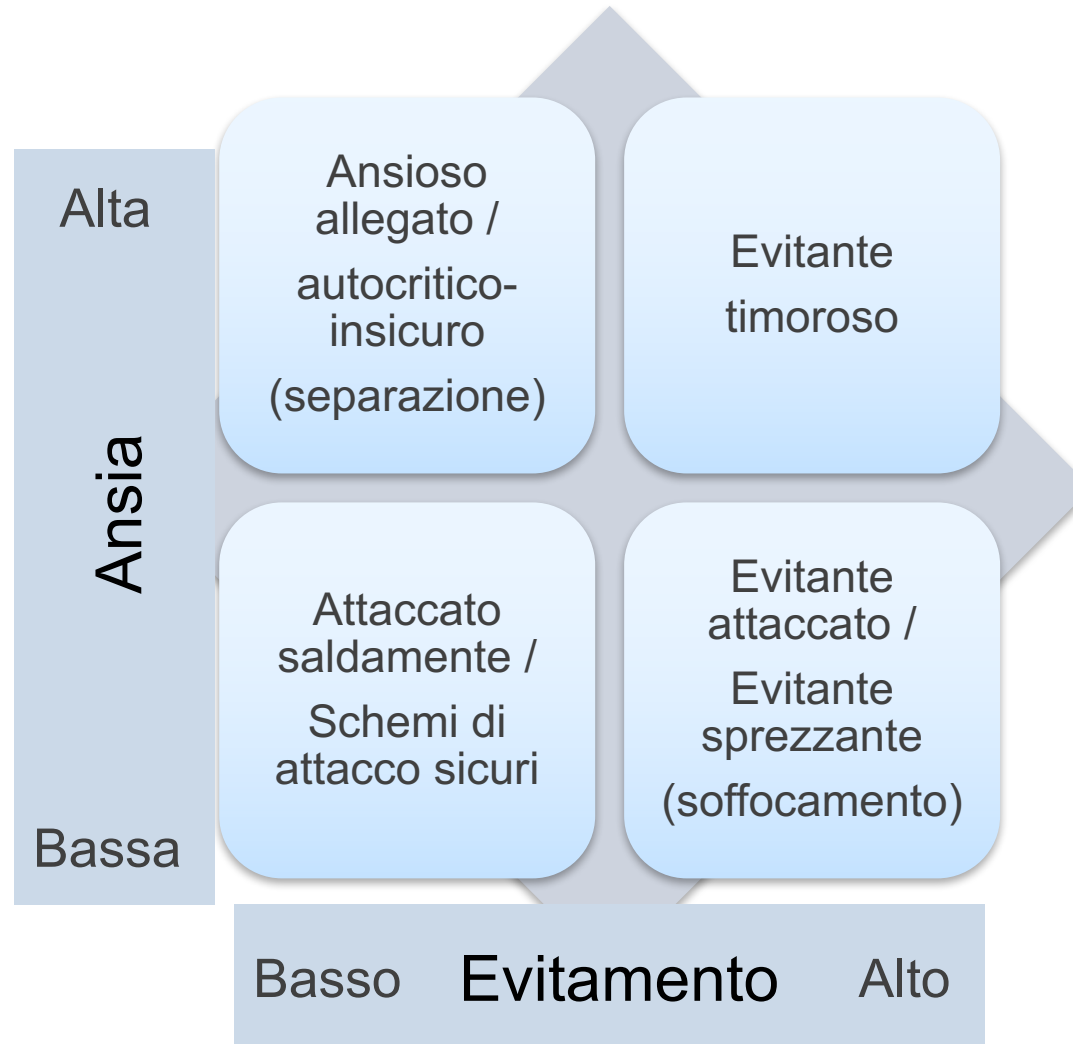 Alta
Ansia
Bassa
Ansioso
allegato /
autocritico-
insicuro
(separazione)
Evitante
timoroso
Attaccato
saldamente /
Schemi di
attacco sicuri
Evitante
attaccato /
Evitante
sprezzante
(soffocamento)
Basso Evitamento Alto